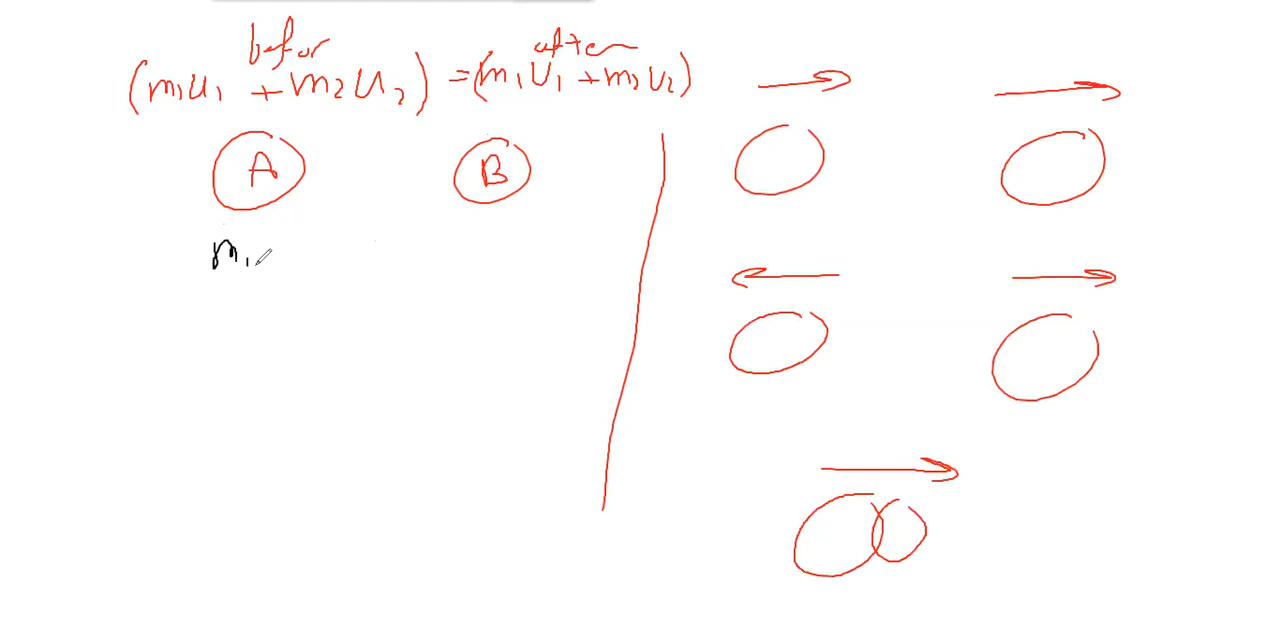 befor after
(m₁u₁ + m₂u₂) = (m₁v₁ + m₂v₂)
A B
m₁